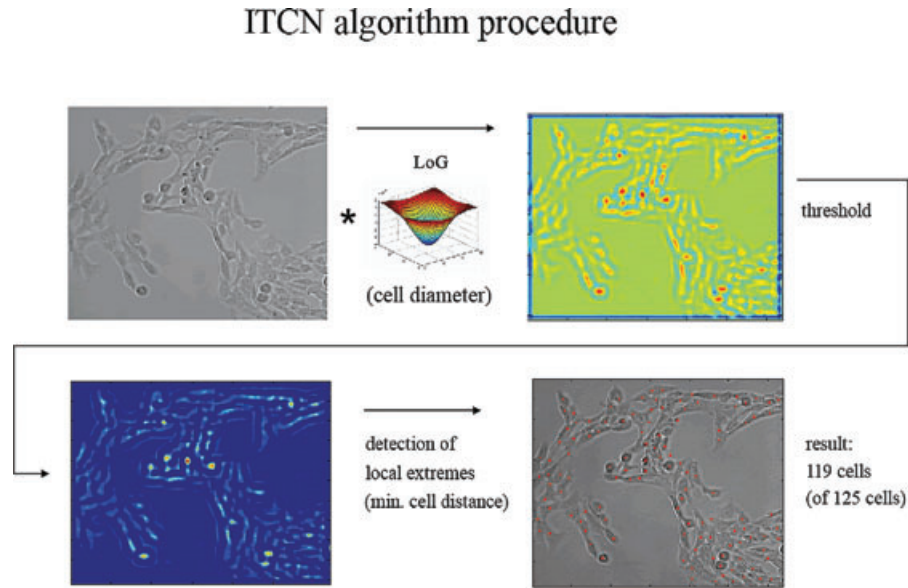 ITCN algorithm procedure
LoG
*
(cell diameter)
threshold
detection of
local extremes
(min. cell distance)
result:
119 cells
(of 125 cells)